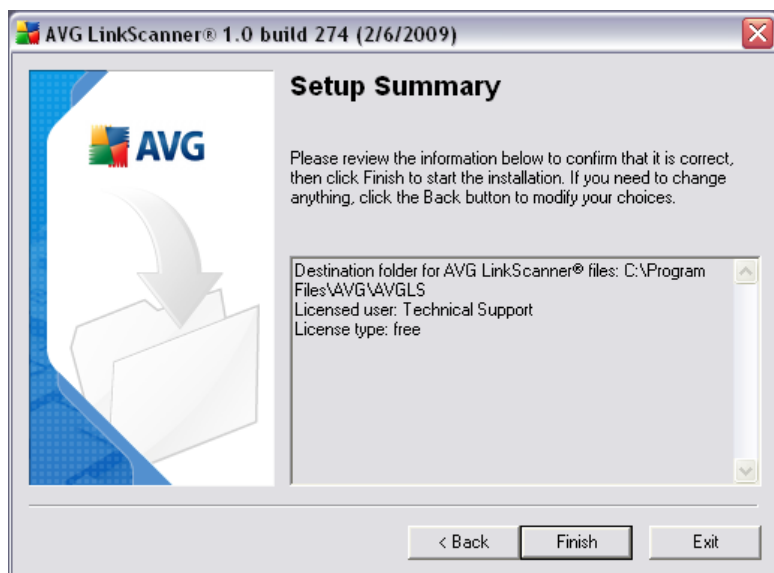 AVG LinkScanner® 1.0 build 274 (2/6/2009)
AVG
Setup Summary
Please review the information below to confirm that it is correct,
then click Finish to start the installation. If you need to change
anything, click the Back button to modify your choices.
Destination folder for AVG LinkScanner® files: C:\Program
Files\AVG\AVGLS
Licensed user: Technical Support
License type: free
< Back
Finish
Exit